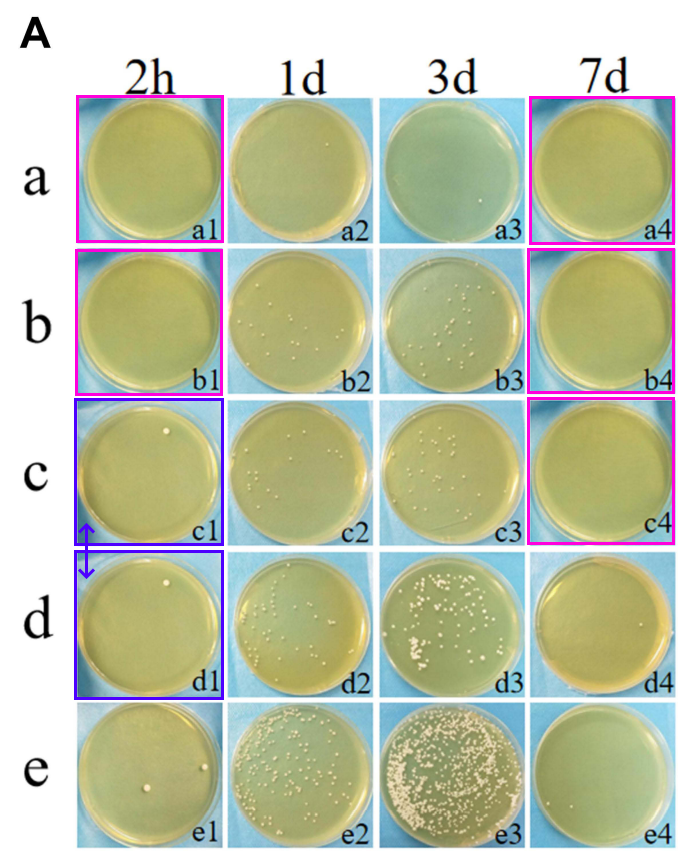 A
2h 1d 3d 7d
a a1 a2 a3 a4
b b1 b2 b3 b4
c c1 c2 c3 c4
d d1 d2 d3 d4
e e1 e2 e3 e4